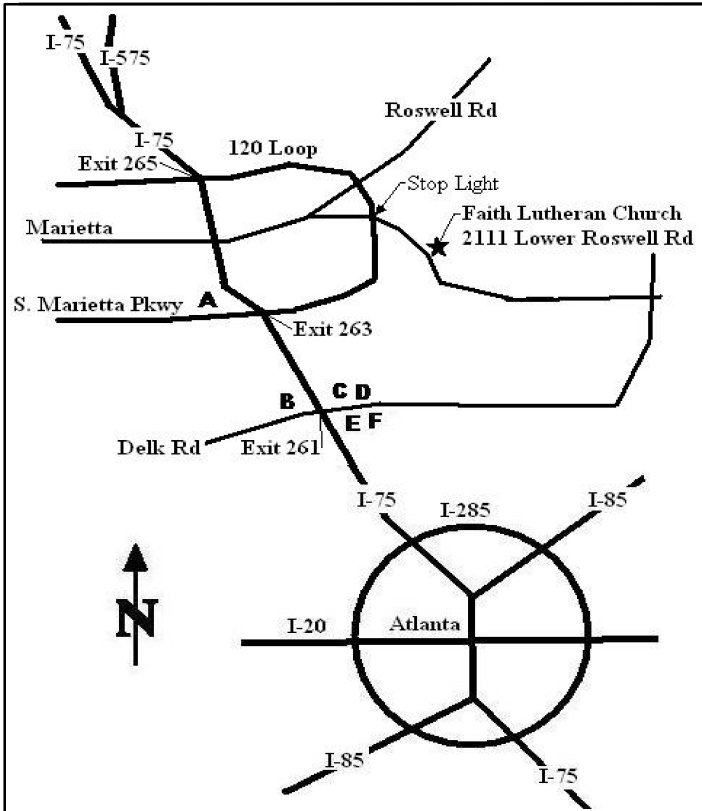 I-75
I-575
Roswell Rd
I-75
120 Loop
Exit 265
Stop Light
Marietta
Faith Lutheran Church
2111 Lower Roswell Rd
A
S. Marietta Pkwy
Exit 263
B
C D
E F
Delk Rd
Exit 261
I-75
I-285
I-85
N
I-20
Atlanta
I-85
I-75